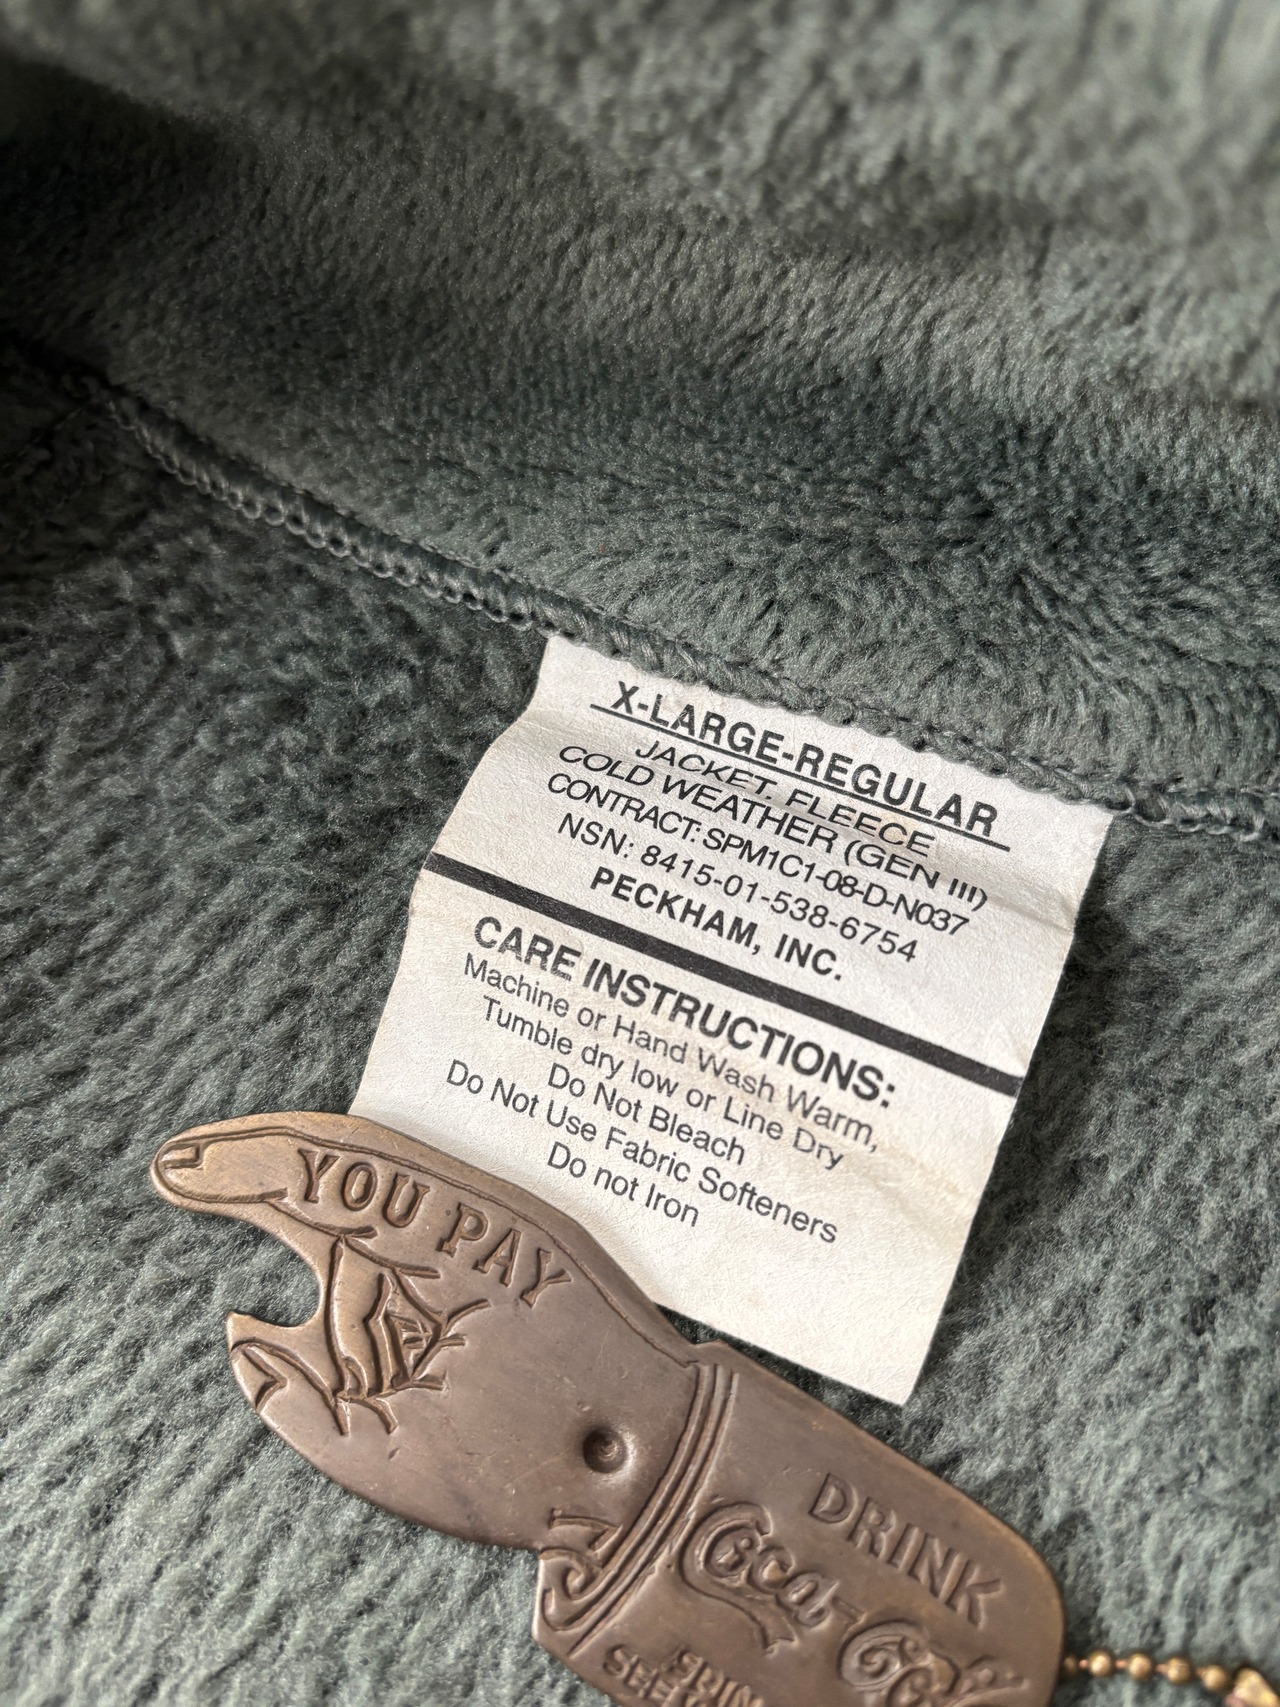 X-LARGE-REGULAR
JACKET, FLEECE
COLD WEATHER (GEN III)
CONTRACT: SPM1C1-08-D-N037
NSN: 8415-01-538-6754
PECKHAM, INC.
CARE INSTRUCTIONS:
Machine or Hand Wash Warm,
Tumble dry low or Line Dry
Do Not Bleach
Do Not Use Fabric Softeners
Do not Iron
YOU PAY
DRINK